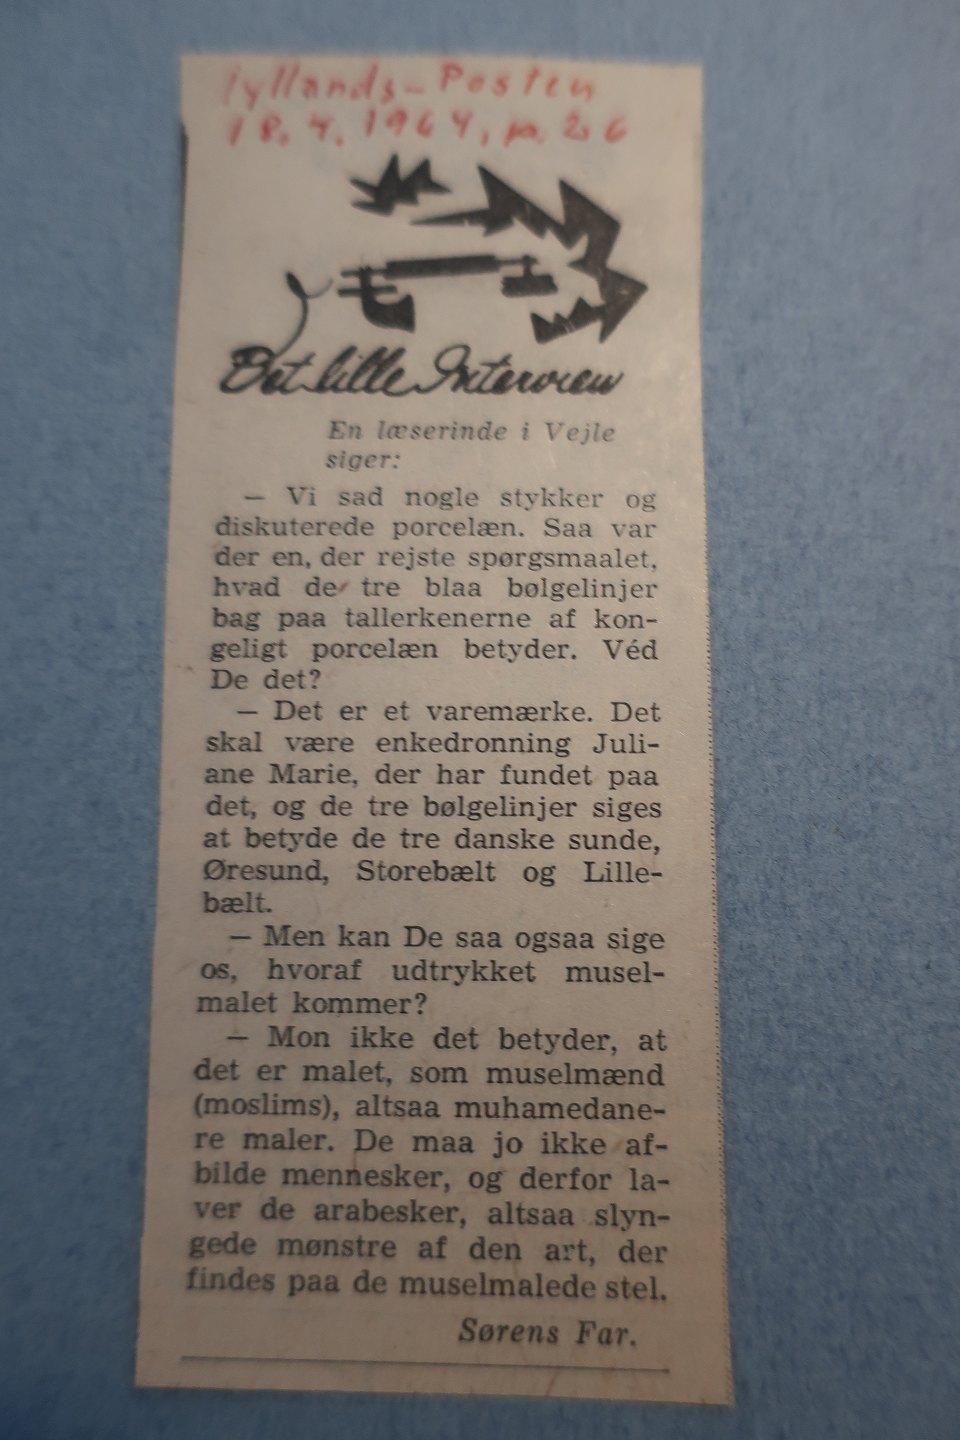 Jyllands-Posten
18.4.1964, p. 26
Det lille Interview
En læserinde i Vejle
siger:
— Vi sad nogle stykker og
diskuterede porcelæn. Saa var
der en, der rejste spørgsmaalet,
hvad de tre blaa bølgelinjer
bag paa tallerkenerne af kon-
geligt porcelæn betyder. Véd
De det?
— Det er et varemærke. Det
skal være enkedronning Juli-
ane Marie, der har fundet paa
det, og de tre bølgelinjer siges
at betyde de tre danske sunde,
Øresund, Storebælt og Lille-
bælt.
— Men kan De saa ogsaa sige
os, hvoraf udtrykket musel-
malet kommer?
— Mon ikke det betyder, at
det er malet, som muselmænd
(moslims), altsaa muhamedane-
re maler. De maa jo ikke af-
bilde mennesker, og derfor la-
ver de arabesker, altsaa slyn-
gede mønstre af den art, der
findes paa de muselmalede stel.
Sørens Far.